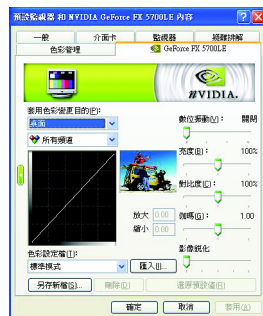 預設監視器 和 NVIDIA GeForce FX 5700LE 內容
一般
介面卡
監視器
疑難排解
色彩管理
GeForce FX 5700LE
nVIDIA.
套用色彩變更目的(P):
桌面
所有頻道
數位振動(V):
關閉
亮度(B):
100%
對比度(C):
100%
放大 0.00
縮小 0.00
伽瑪(G):
1.00
影像銳化
色彩設定檔(T):
標準模式
匯入(I)...
另存新檔(S)...
刪除(D)
還原預設值(R)
確定
取消
套用(A)